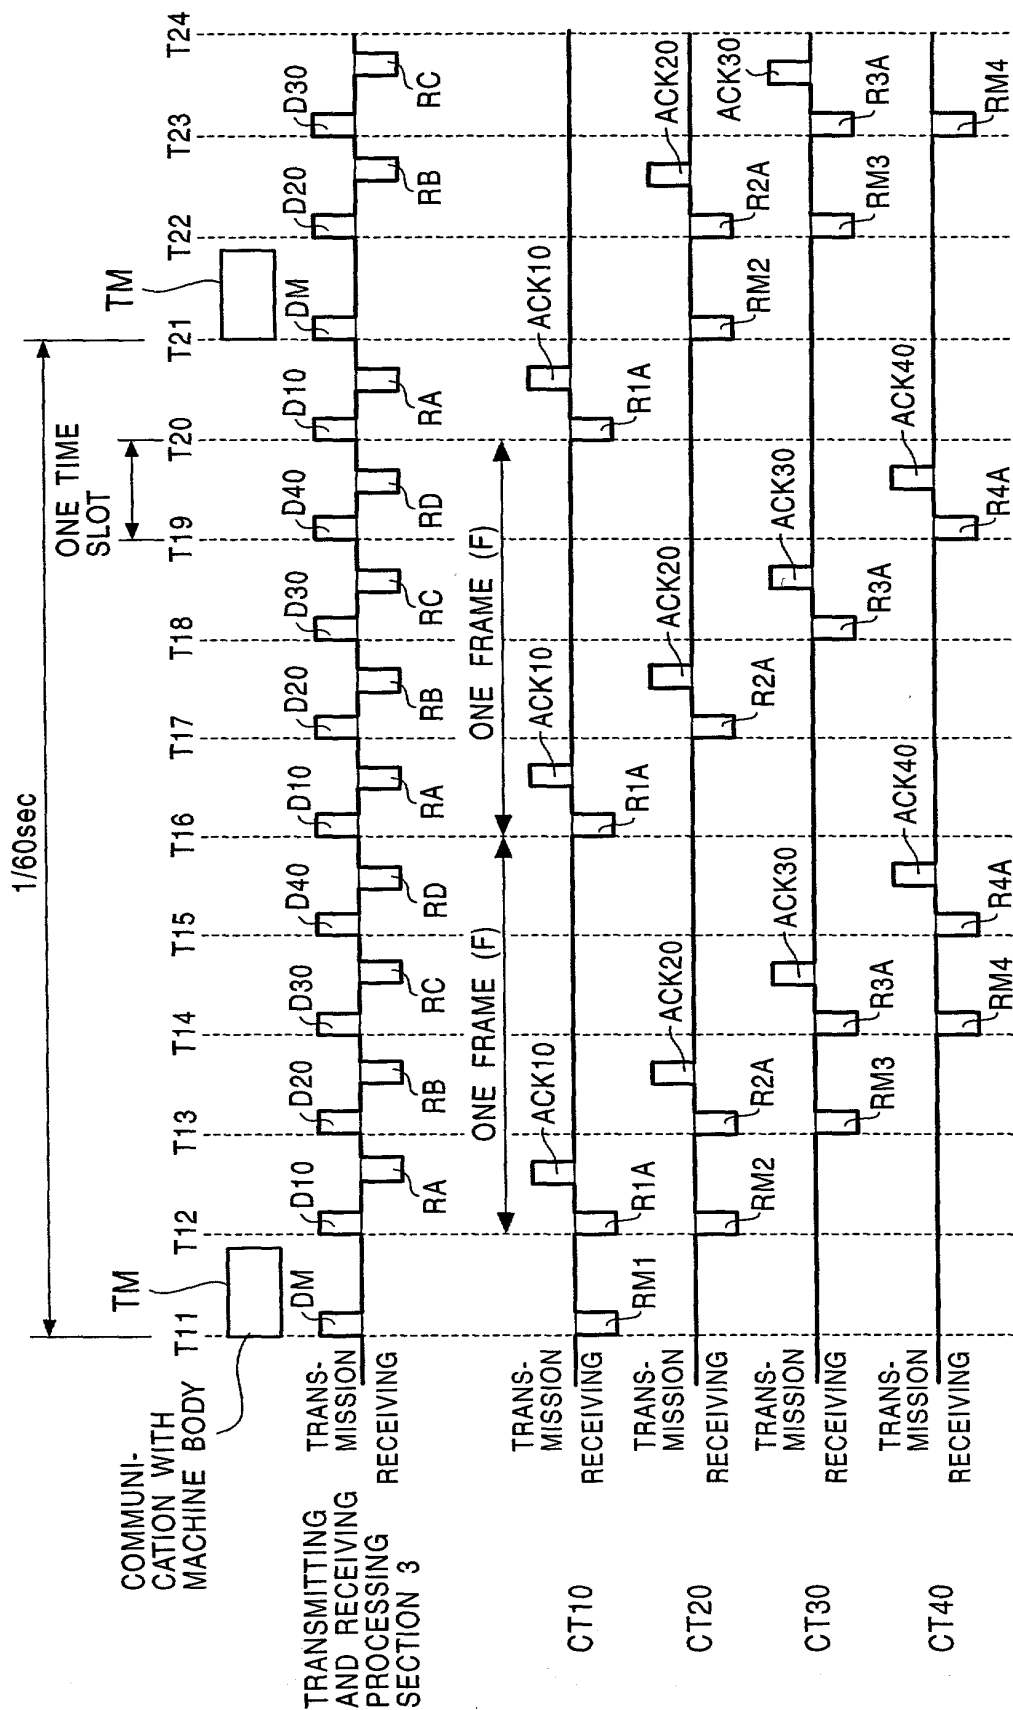 1/60sec
ONE TIME
SLOT
COMMUNI-
CATION WITH
MACHINE BODY
TM
TM
T11
T12
T13
T14
T15
T16
T17
T18
T19
T20
T21
T22
T23
T24
TRANSMITTING
AND RECEIVING
PROCESSING
SECTION 3
TRANS-
MISSION
RECEIVING
DM
D10
D20
D30
D40
D10
D20
D30
D40
D10
DM
D20
D30
RA
RB
RC
RD
RA
RB
RC
RD
RA
RB
RC
ONE FRAME (F)
ONE FRAME (F)
CT10
TRANS-
MISSION
RECEIVING
ACK10
ACK10
ACK10
RM1
R1A
R1A
R1A
CT20
TRANS-
MISSION
RECEIVING
ACK20
ACK20
ACK20
RM2
R2A
R2A
RM2
R2A
CT30
TRANS-
MISSION
RECEIVING
ACK30
ACK30
ACK30
RM3
R3A
R3A
RM3
R3A
CT40
TRANS-
MISSION
RECEIVING
ACK40
ACK40
RM4
R4A
R4A
RM4